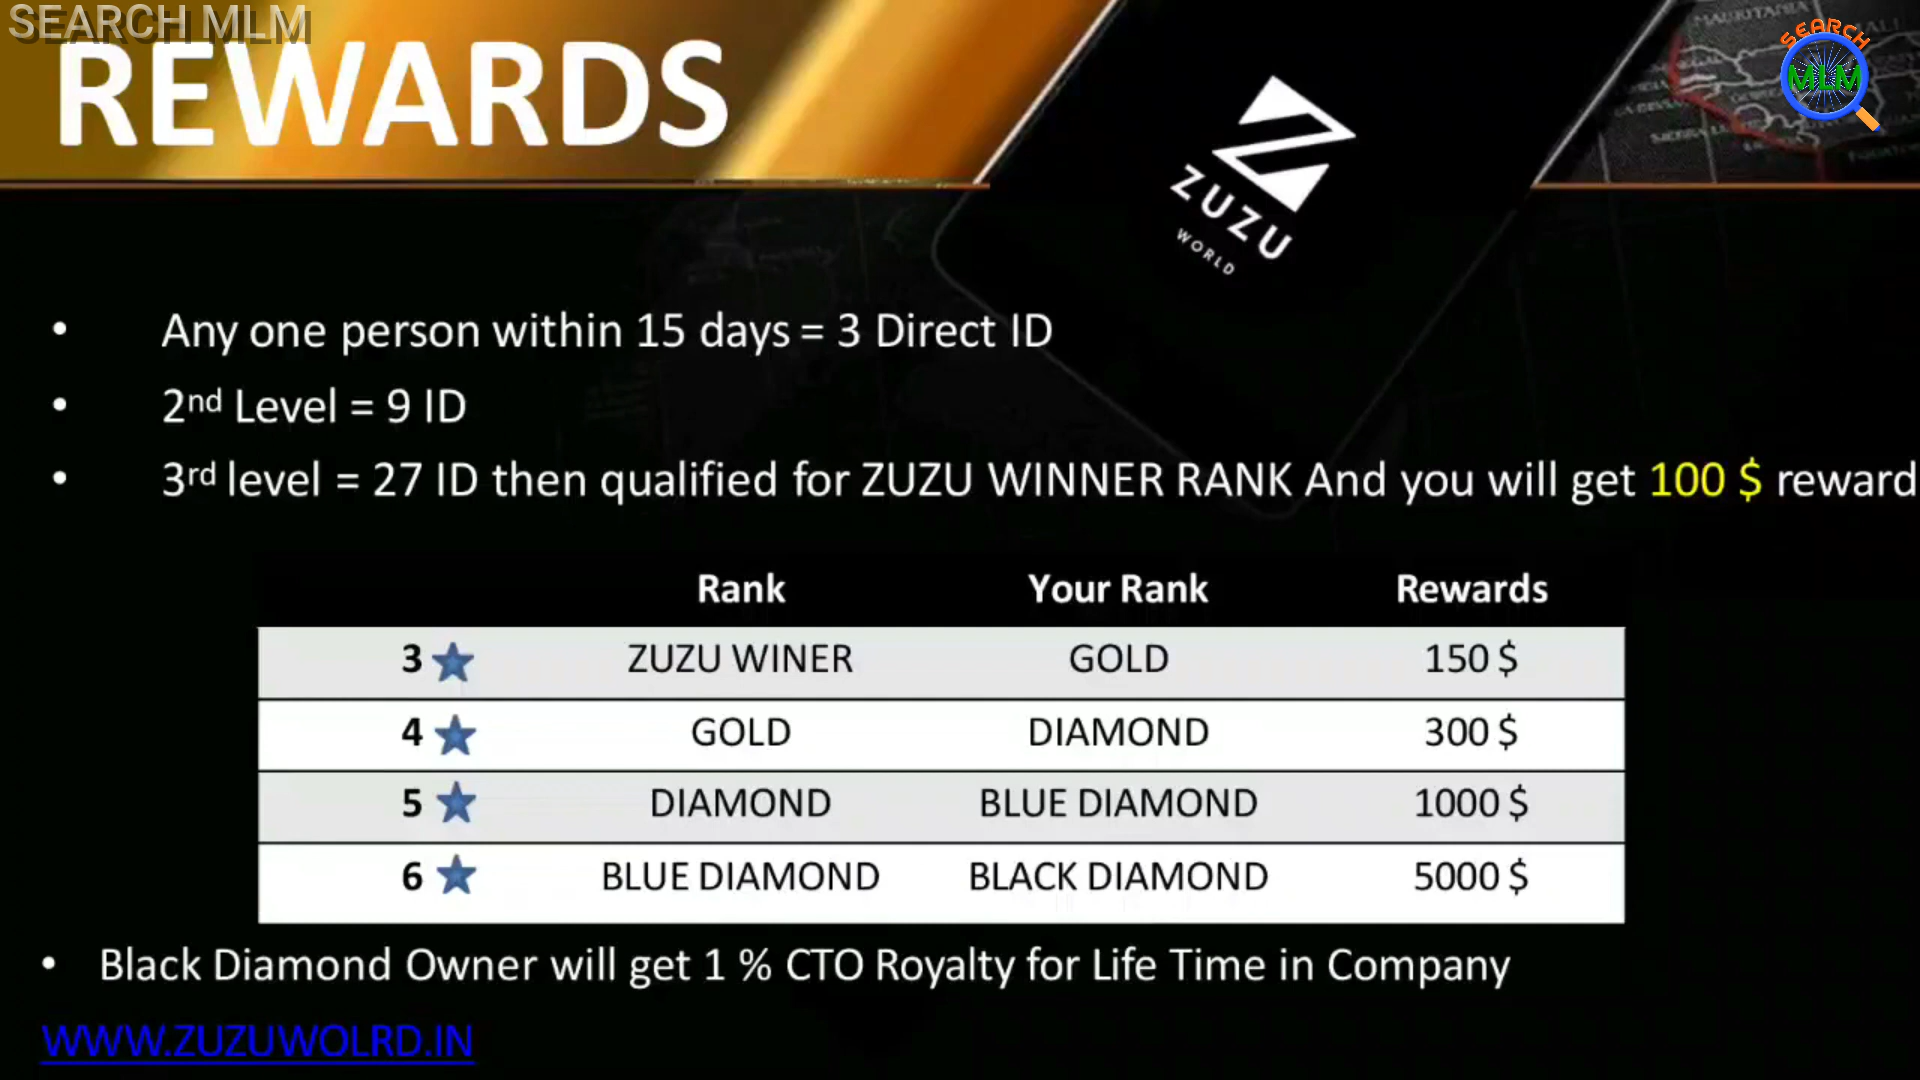 SEARCH MLM
REWARDS
SEARCH
MLM
ZUZU
WORLD
MAURITANIA
• Any one person within 15 days = 3 Direct ID
• 2nd Level = 9 ID
• 3rd level = 27 ID then qualified for ZUZU WINNER RANK And you will get 100 $ reward
Rank Your Rank Rewards
3 ★ ZUZU WINER GOLD 150 $
4 ★ GOLD DIAMOND 300 $
5 ★ DIAMOND BLUE DIAMOND 1000 $
6 ★ BLUE DIAMOND BLACK DIAMOND 5000 $
• Black Diamond Owner will get 1 % CTO Royalty for Life Time in Company
WWW.ZUZUWOLRD.IN